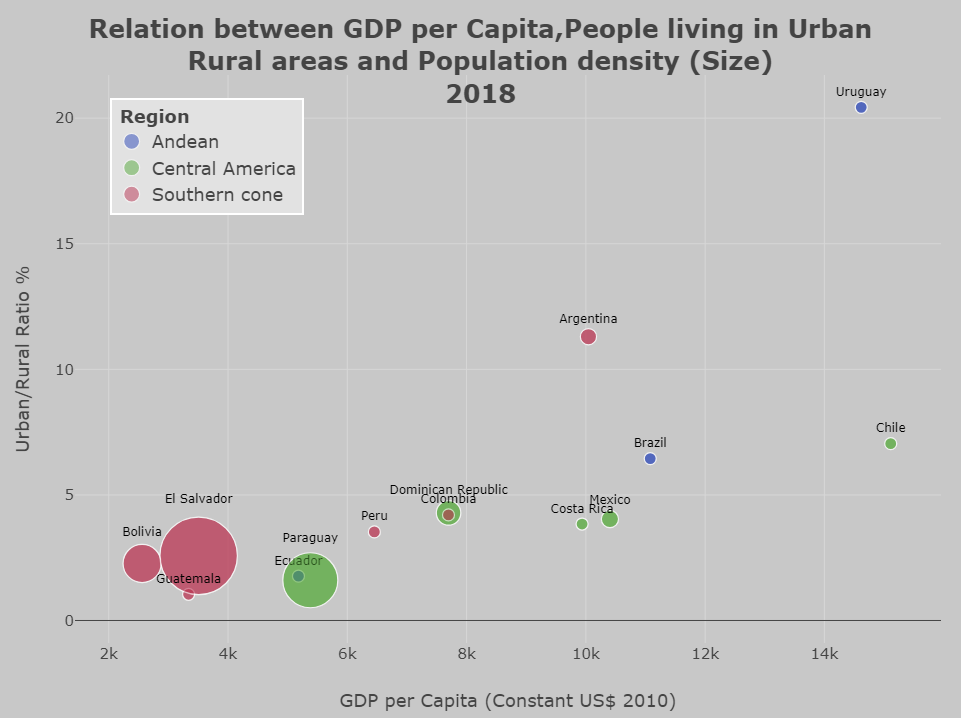 Relation between GDP per Capita,People living in Urban
Rural areas and Population density (Size)
2018
Region
Andean
Central America
Southern cone
Urban/Rural Ratio %
20
15
10
5
0
Uruguay
Argentina
Chile
Brazil
Dominican Republic
Colombia
Mexico
Costa Rica
El Salvador
Peru
Bolivia
Paraguay
Ecuador
Guatemala
2k
4k
6k
8k
10k
12k
14k
GDP per Capita (Constant US$ 2010)